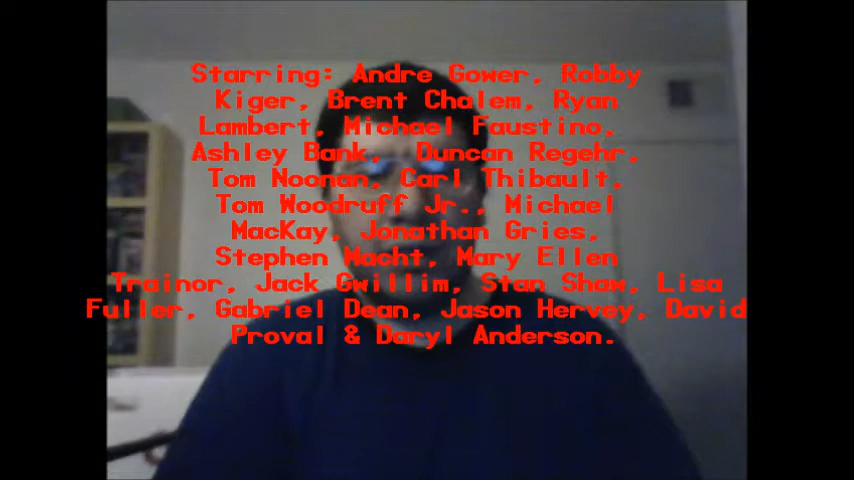 Starring: Andre Gower, Robby
Kiger, Brent Chalem, Ryan
Lambert, Michael Faustino,
Ashley Bank, Duncan Regehr,
Tom Noonan, Carl Thibault,
Tom Woodruff Jr., Michael
MacKay, Jonathan Gries,
Stephen Macht, Mary Ellen
Trainor, Jack Gwillim, Stan Shaw, Lisa
Fuller, Gabriel Dean, Jason Hervey, David
Proval & Daryl Anderson.